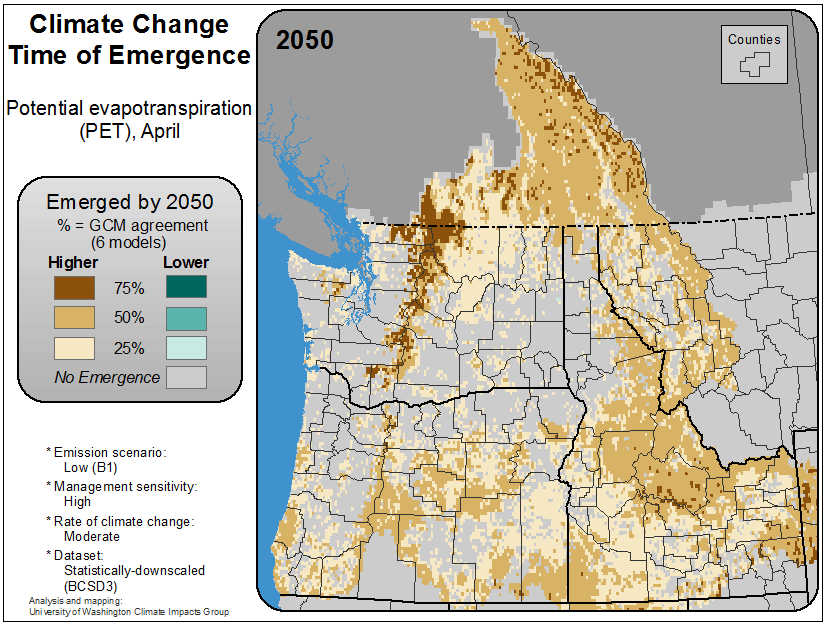 Climate Change
Time of Emergence
Potential evapotranspiration
(PET), April
Emerged by 2050
% = GCM agreement
(6 models)
Higher Lower
75%
50%
25%
No Emergence
* Emission scenario:
Low (B1)
* Management sensitivity:
High
* Rate of climate change:
Moderate
* Dataset:
Statistically-downscaled
(BCSD3)
Analysis and mapping:
University of Washington Climate Impacts Group
2050
Counties